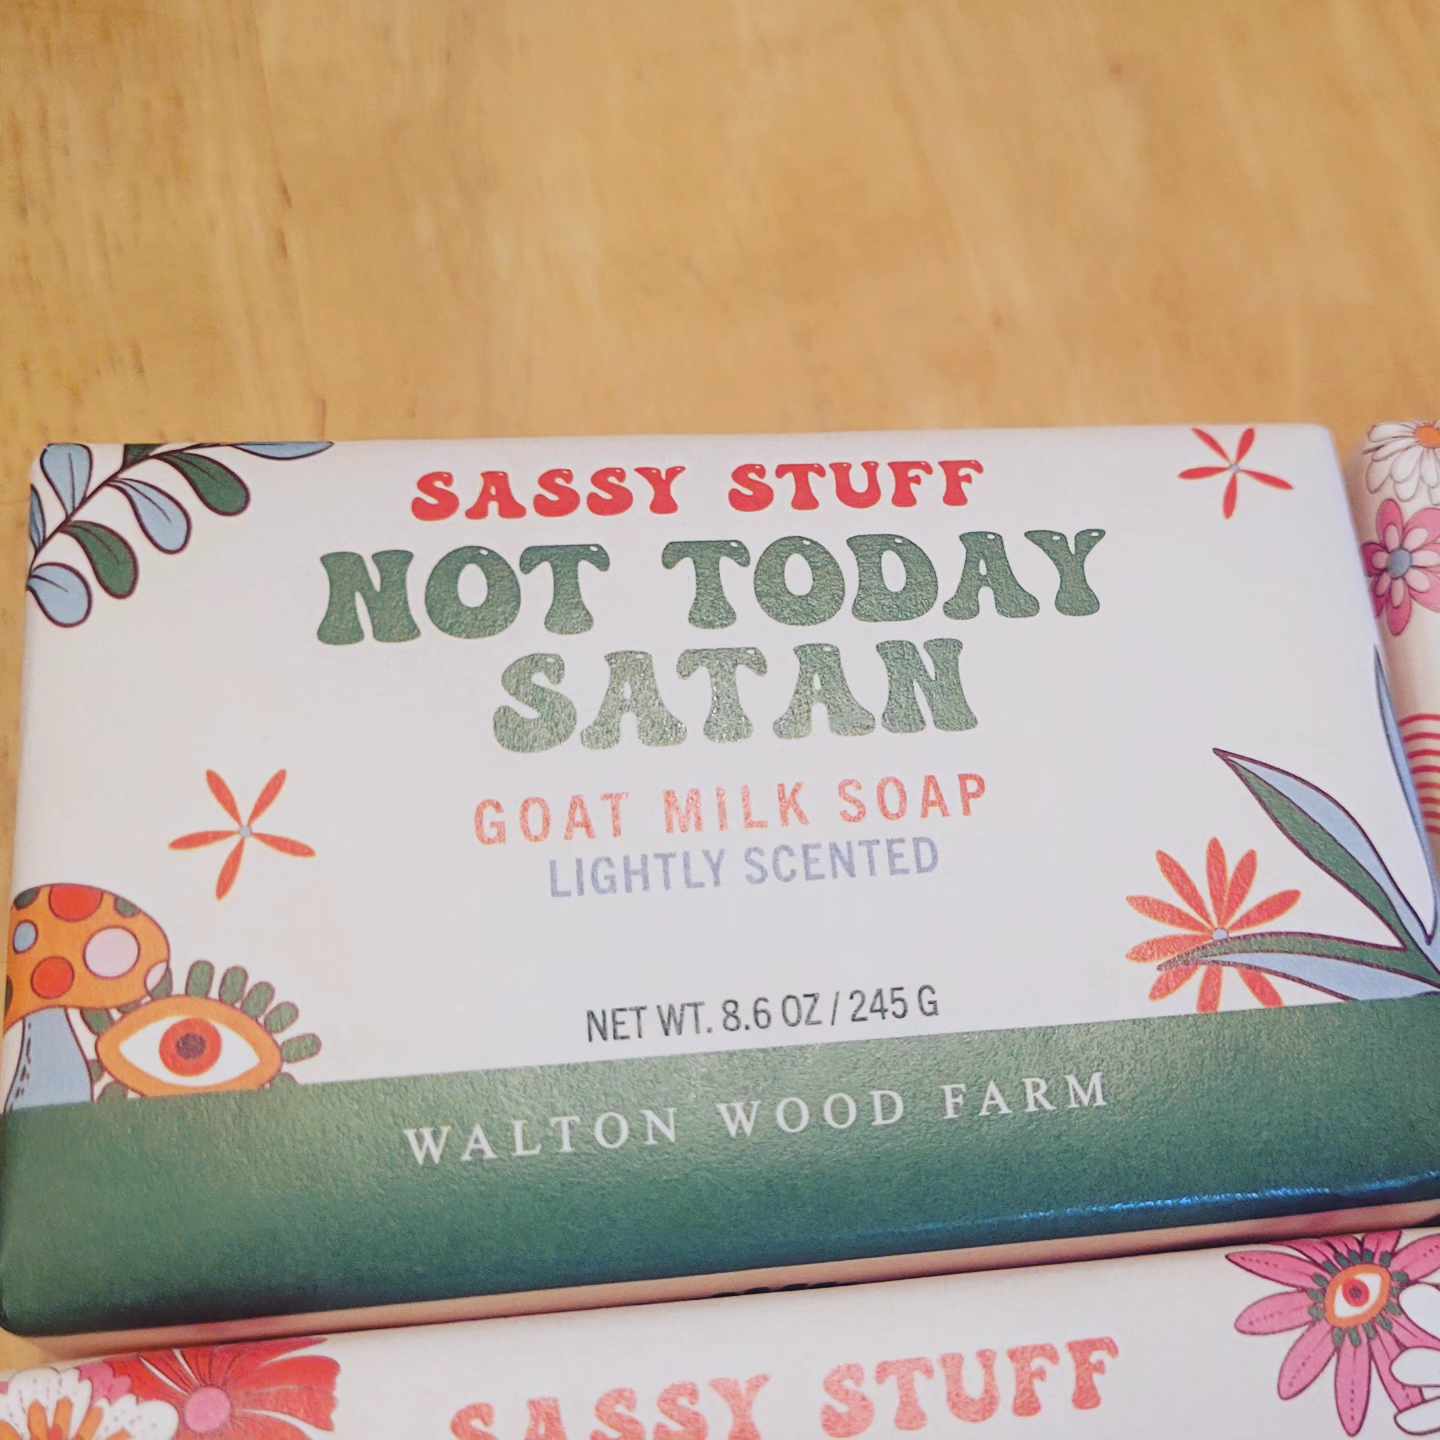 SASSY STUFF
NOT TODAY
SATAN
GOAT MILK SOAP
LIGHTLY SCENTED
NET WT. 8.6 OZ / 245 G
WALTON WOOD FARM
SASSY STUFF